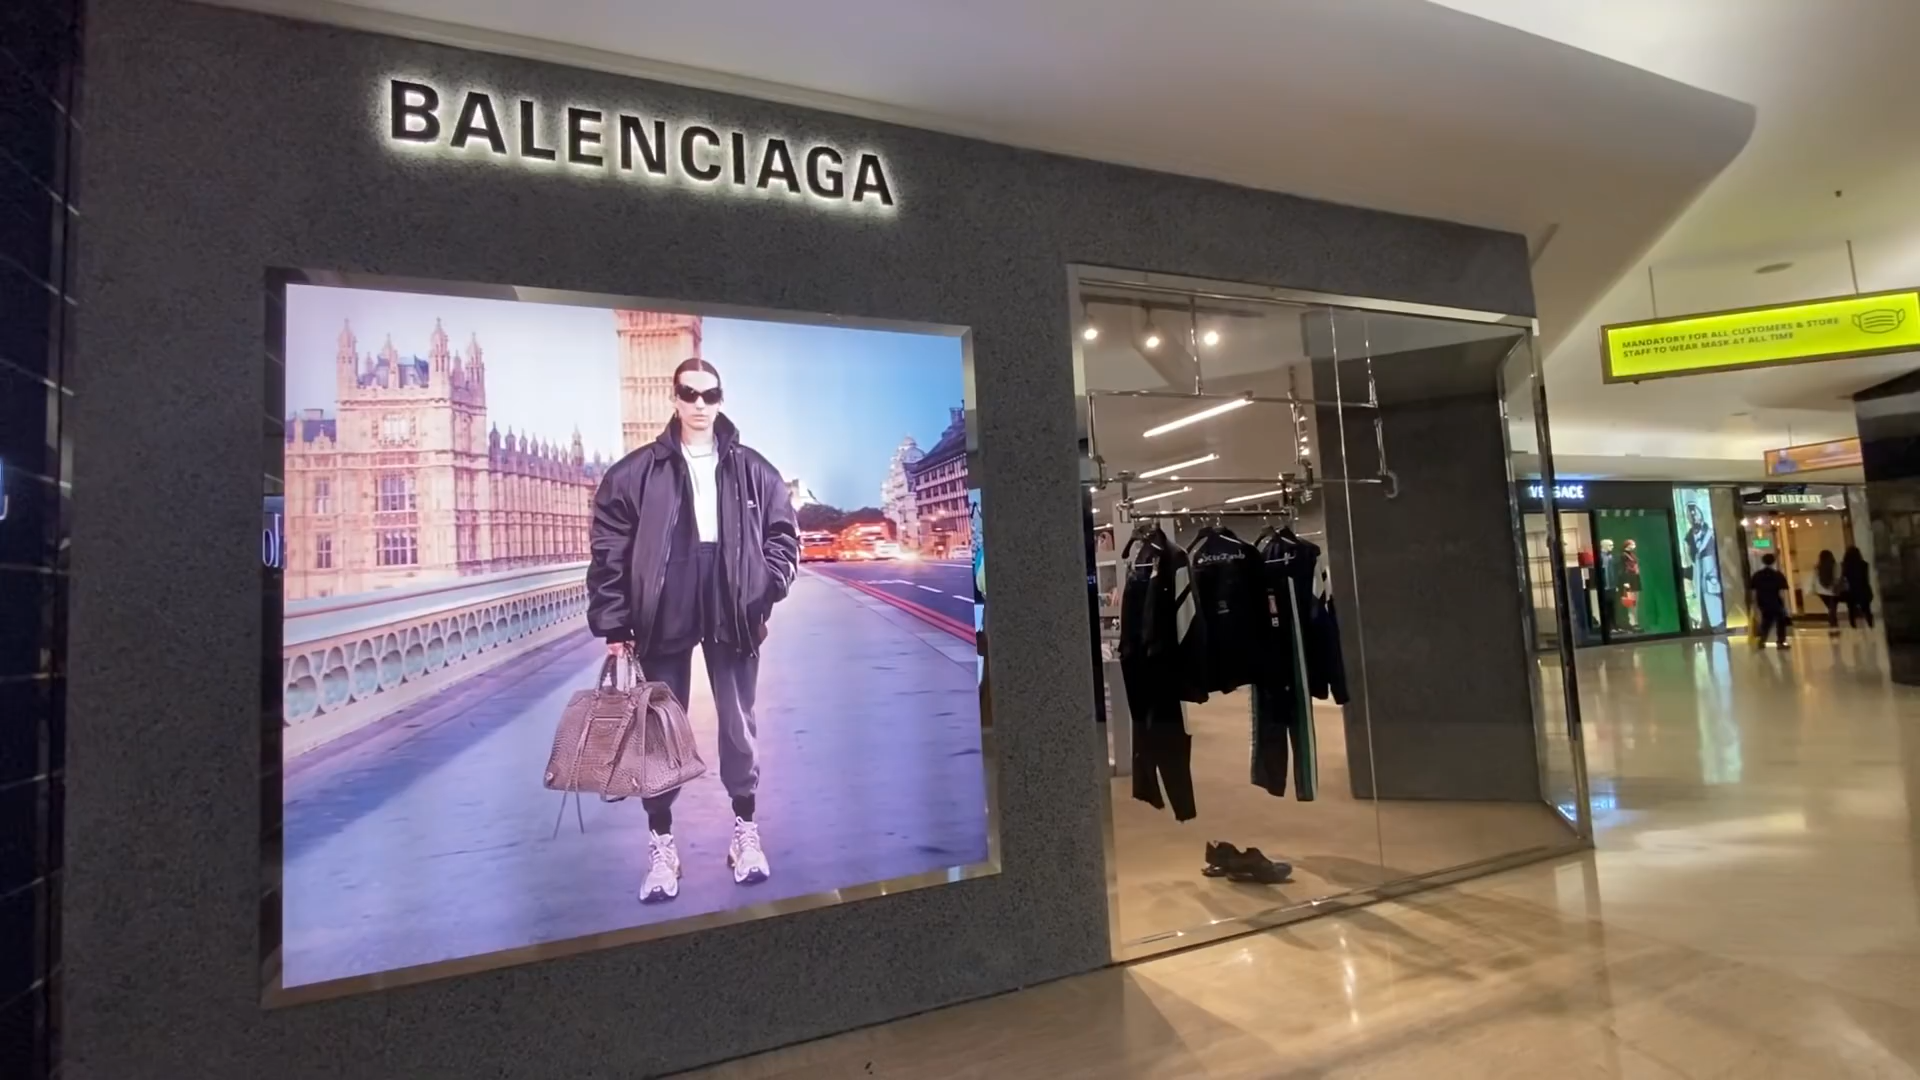 BALENCIAGA
MANDATORY FOR ALL CUSTOMERS & STORE
STAFF TO WEAR MASK AT ALL TIME
VERSACE
BURBERRY